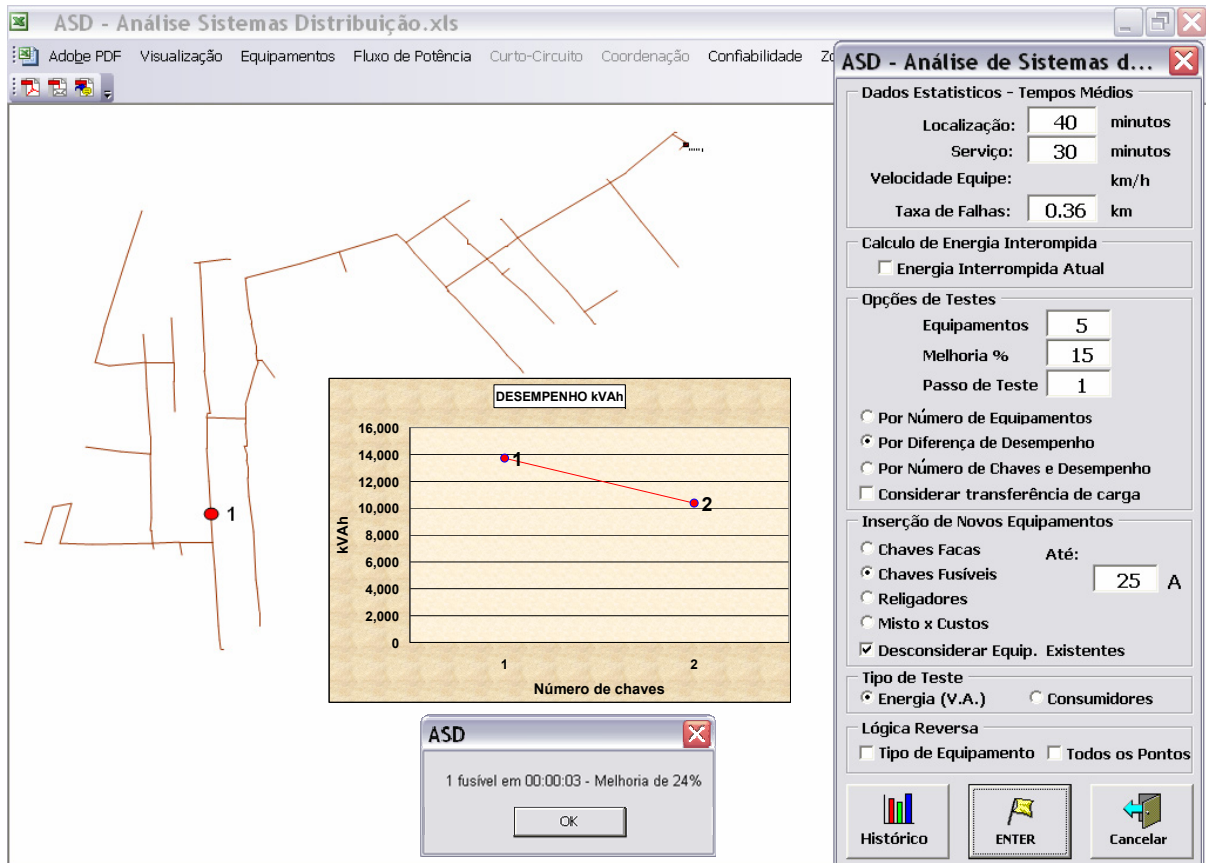 ASD - Análise Sistemas Distribuição.xls
Adobe PDF Visualização Equipamentos Fluxo de Potência Curto-Circuito Coordenação Confiabilidade
1
DESEMPENHO kVAh
16,000
14,000
12,000
10,000
8,000
6,000
4,000
2,000
0
kVAh
1
2
1
2
Número de chaves
ASD
1 fusível em 00:00:03 - Melhoria de 24%
OK
ASD - Análise de Sistemas d...
Dados Estatisticos - Tempos Médios
Localização: 40 minutos
Serviço: 30 minutos
Velocidade Equipe: km/h
Taxa de Falhas: 0.36 km
Calculo de Energia Interompida
Energia Interrompida Atual
Opções de Testes
Equipamentos 5
Melhoria % 15
Passo de Teste 1
Por Número de Equipamentos
Por Diferença de Desempenho
Por Número de Chaves e Desempenho
Considerar transferência de carga
Inserção de Novos Equipamentos
Chaves Facas Até:
Chaves Fusíveis 25 A
Religadores
Misto x Custos
Desconsiderar Equip. Existentes
Tipo de Teste
Energia (V.A.) Consumidores
Lógica Reversa
Tipo de Equipamento Todos os Pontos
Histórico ENTER Cancelar